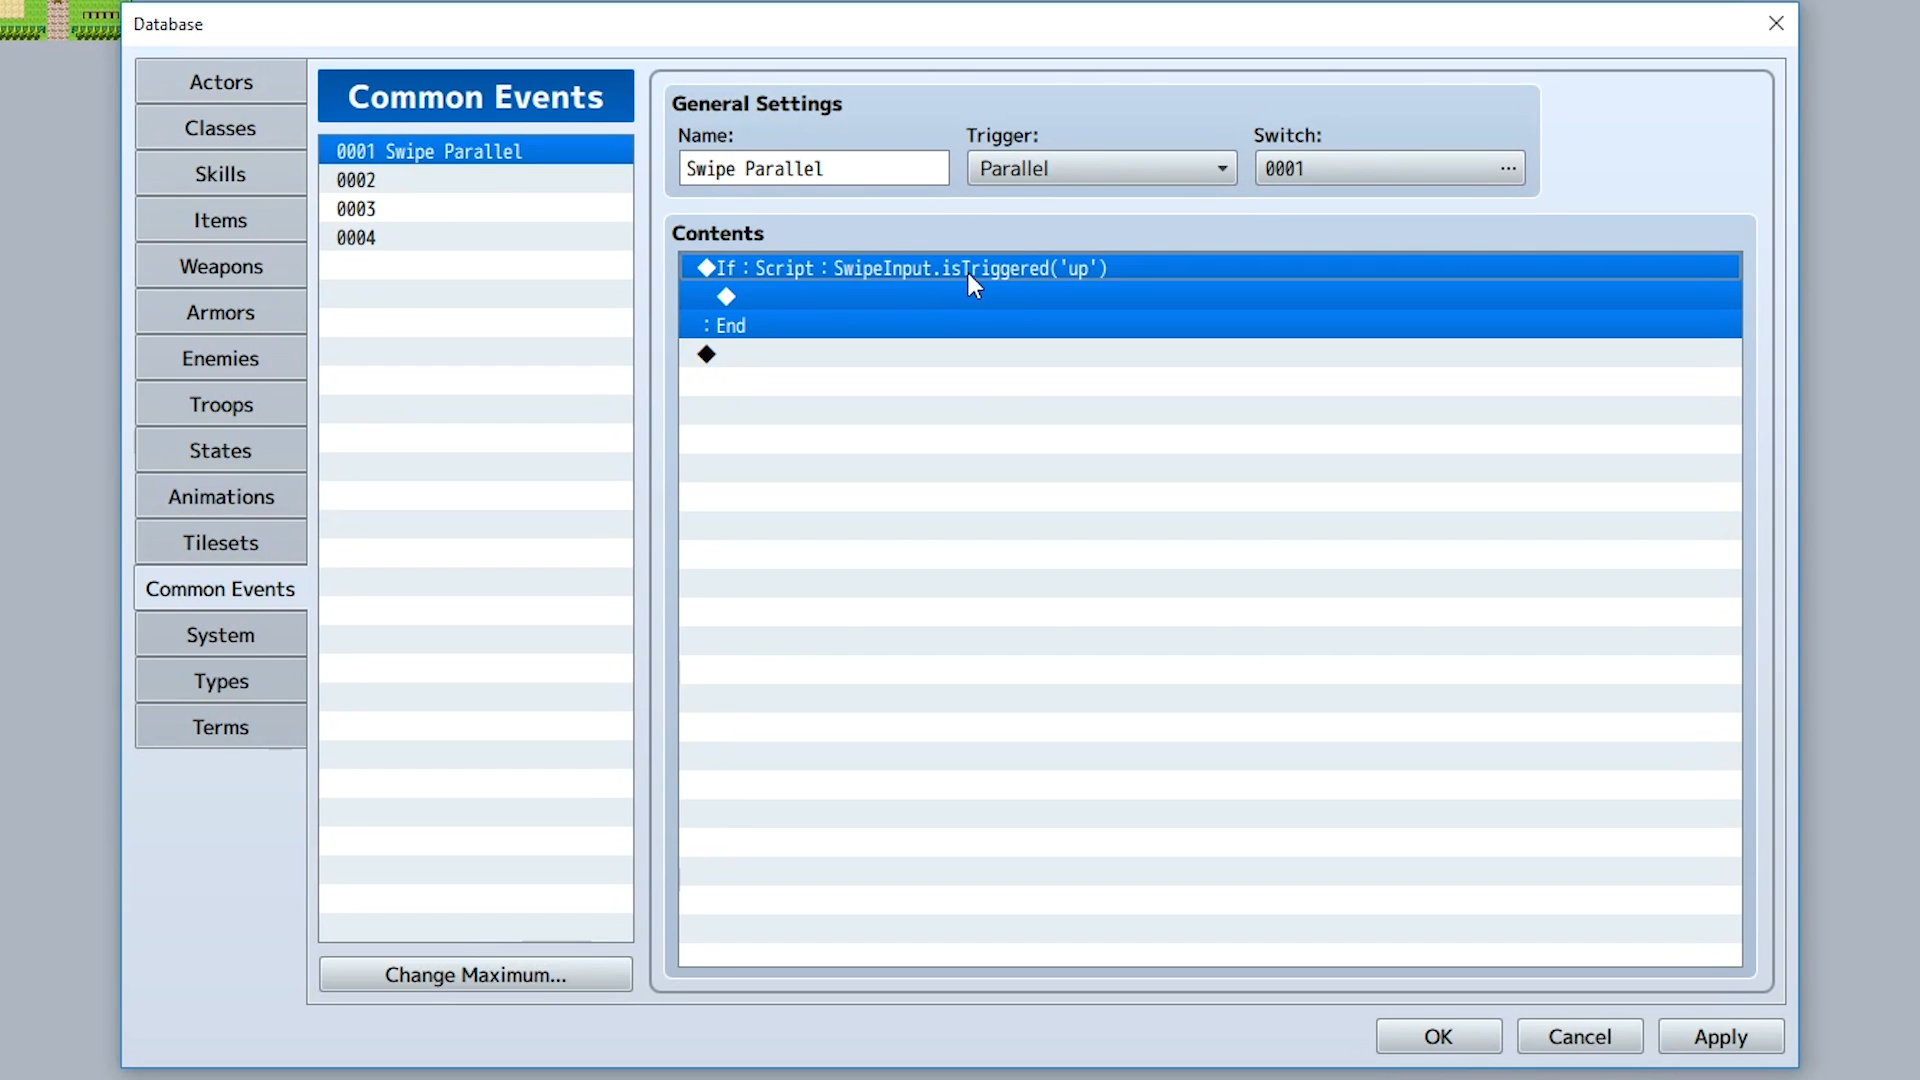 Database
Actors
Classes
Skills
Items
Weapons
Armors
Enemies
Troops
States
Animations
Tilesets
Common Events
System
Types
Terms
Common Events
0001 Swipe Parallel
0002
0003
0004
Change Maximum...
General Settings
Name:
Trigger:
Switch:
Swipe Parallel
Parallel
0001
...
Contents
◆If：Script：SwipeInput.isTriggered('up')
◆
：End
◆
OK
Cancel
Apply